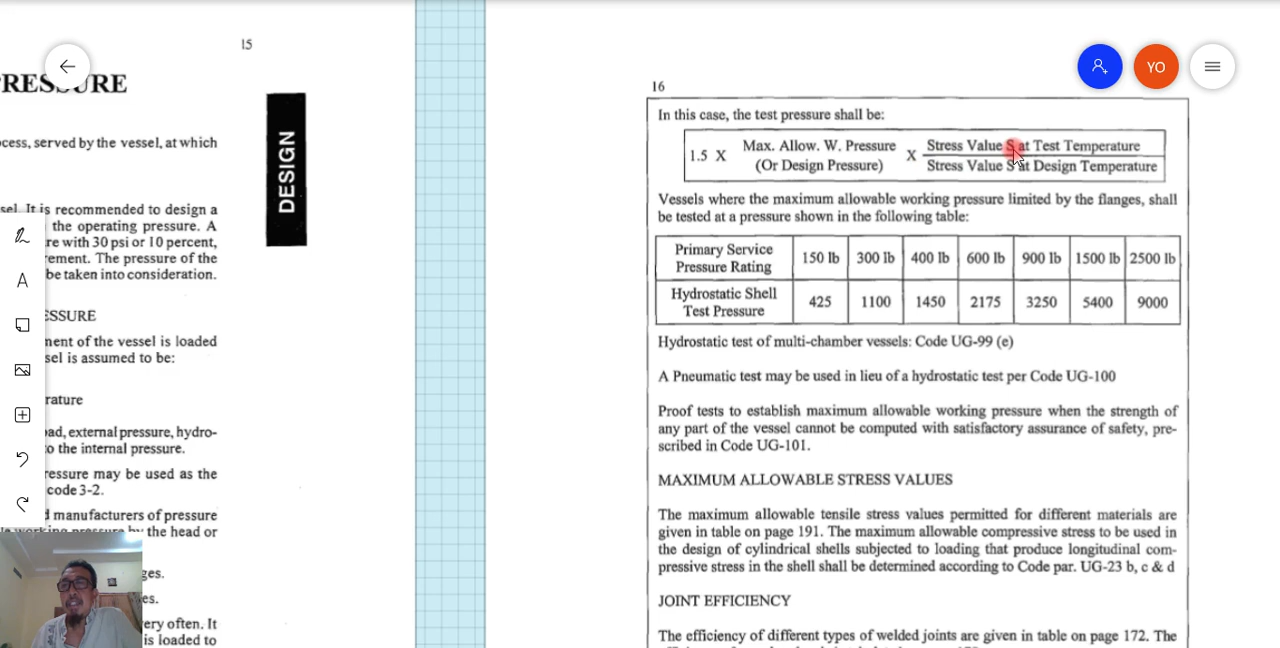 15
RESSURE
ocess, served by the vessel, at which
DESIGN
sel. It is recommended to design a
the operating pressure. A
re with 30 psi or 10 percent,
rement. The pressure of the
be taken into consideration.
ESSURE
nent of the vessel is loaded
sel is assumed to be:
rature
ad, external pressure, hydro-
o the internal pressure.
ressure may be used as the
code 3-2.
d manufacturers of pressure
le working pressure by the head or
ges.
es.
very often. It
is loaded to
A
YO
16
In this case, the test pressure shall be:
1.5 X Max. Allow. W. Pressure X Stress Value S at Test Temperature
(Or Design Pressure) Stress Value S at Design Temperature
Vessels where the maximum allowable working pressure limited by the flanges, shall
be tested at a pressure shown in the following table:
Primary Service
Pressure Rating 150 lb 300 lb 400 lb 600 lb 900 lb 1500 lb 2500 lb
Hydrostatic Shell
Test Pressure 425 1100 1450 2175 3250 5400 9000
Hydrostatic test of multi-chamber vessels: Code UG-99 (e)
A Pneumatic test may be used in lieu of a hydrostatic test per Code UG-100
Proof tests to establish maximum allowable working pressure when the strength of
any part of the vessel cannot be computed with satisfactory assurance of safety, pre-
scribed in Code UG-101.
MAXIMUM ALLOWABLE STRESS VALUES
The maximum allowable tensile stress values permitted for different materials are
given in table on page 191. The maximum allowable compressive stress to be used in
the design of cylindrical shells subjected to loading that produce longitudinal com-
pressive stress in the shell shall be determined according to Code par. UG-23 b, c & d
JOINT EFFICIENCY
The efficiency of different types of welded joints are given in table on page 172. The